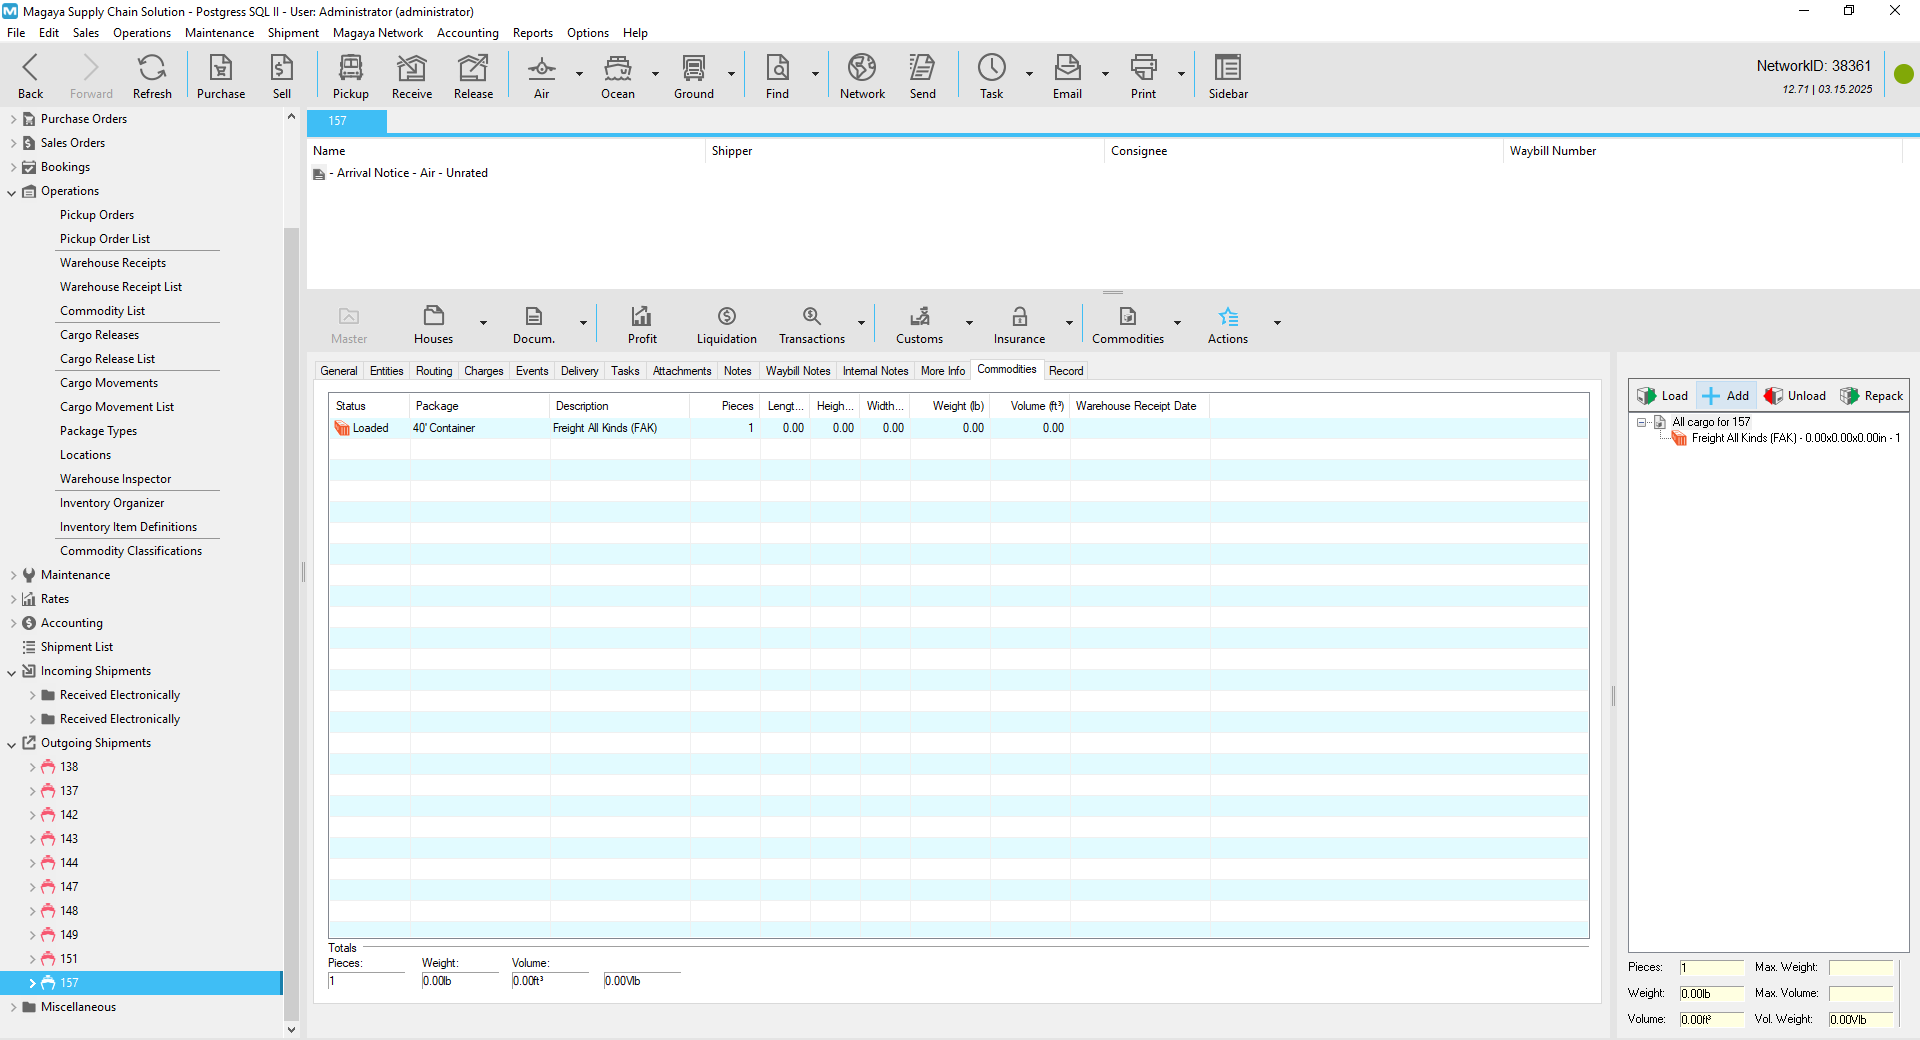 Magaya Supply Chain Solution - Postgress SQL II - User: Administrator (administrator)
File Edit Sales Operations Maintenance Shipment Magaya Network Accounting Reports Options Help
Back Forward Refresh Purchase Sell Pickup Receive Release Air Ocean Ground Find Network Send Task Email Print Sidebar
NetworkID: 38361
12.71 | 03.15.2025
Purchase Orders
Sales Orders
Bookings
Operations
Pickup Orders
Pickup Order List
Warehouse Receipts
Warehouse Receipt List
Commodity List
Cargo Releases
Cargo Release List
Cargo Movements
Cargo Movement List
Package Types
Locations
Warehouse Inspector
Inventory Organizer
Inventory Item Definitions
Commodity Classifications
Maintenance
Rates
Accounting
Shipment List
Incoming Shipments
Received Electronically
Received Electronically
Outgoing Shipments
138
137
142
143
144
147
148
149
151
157
Miscellaneous
157
Name Shipper Consignee Waybill Number
- Arrival Notice - Air - Unrated
Master Houses Docum. Profit Liquidation Transactions Customs Insurance Commodities Actions
General Entities Routing Charges Events Delivery Tasks Attachments Notes Waybill Notes Internal Notes More Info Commodities Record
Status Package Description Pieces Lengt... Heigh... Width... Weight (lb) Volume (ft³) Warehouse Receipt Date
Loaded 40' Container Freight All Kinds (FAK) 1 0.00 0.00 0.00 0.00 0.00
Totals
Pieces: Weight: Volume:
1 0.00lb 0.00ft³ 0.00Vlb
Load Add Unload Repack
All cargo for 157
Freight All Kinds (FAK) - 0.00x0.00x0.00in - 1
Pieces: 1 Max. Weight:
Weight: 0.00lb Max. Volume:
Volume: 0.00ft³ Vol. Weight: 0.00Vlb